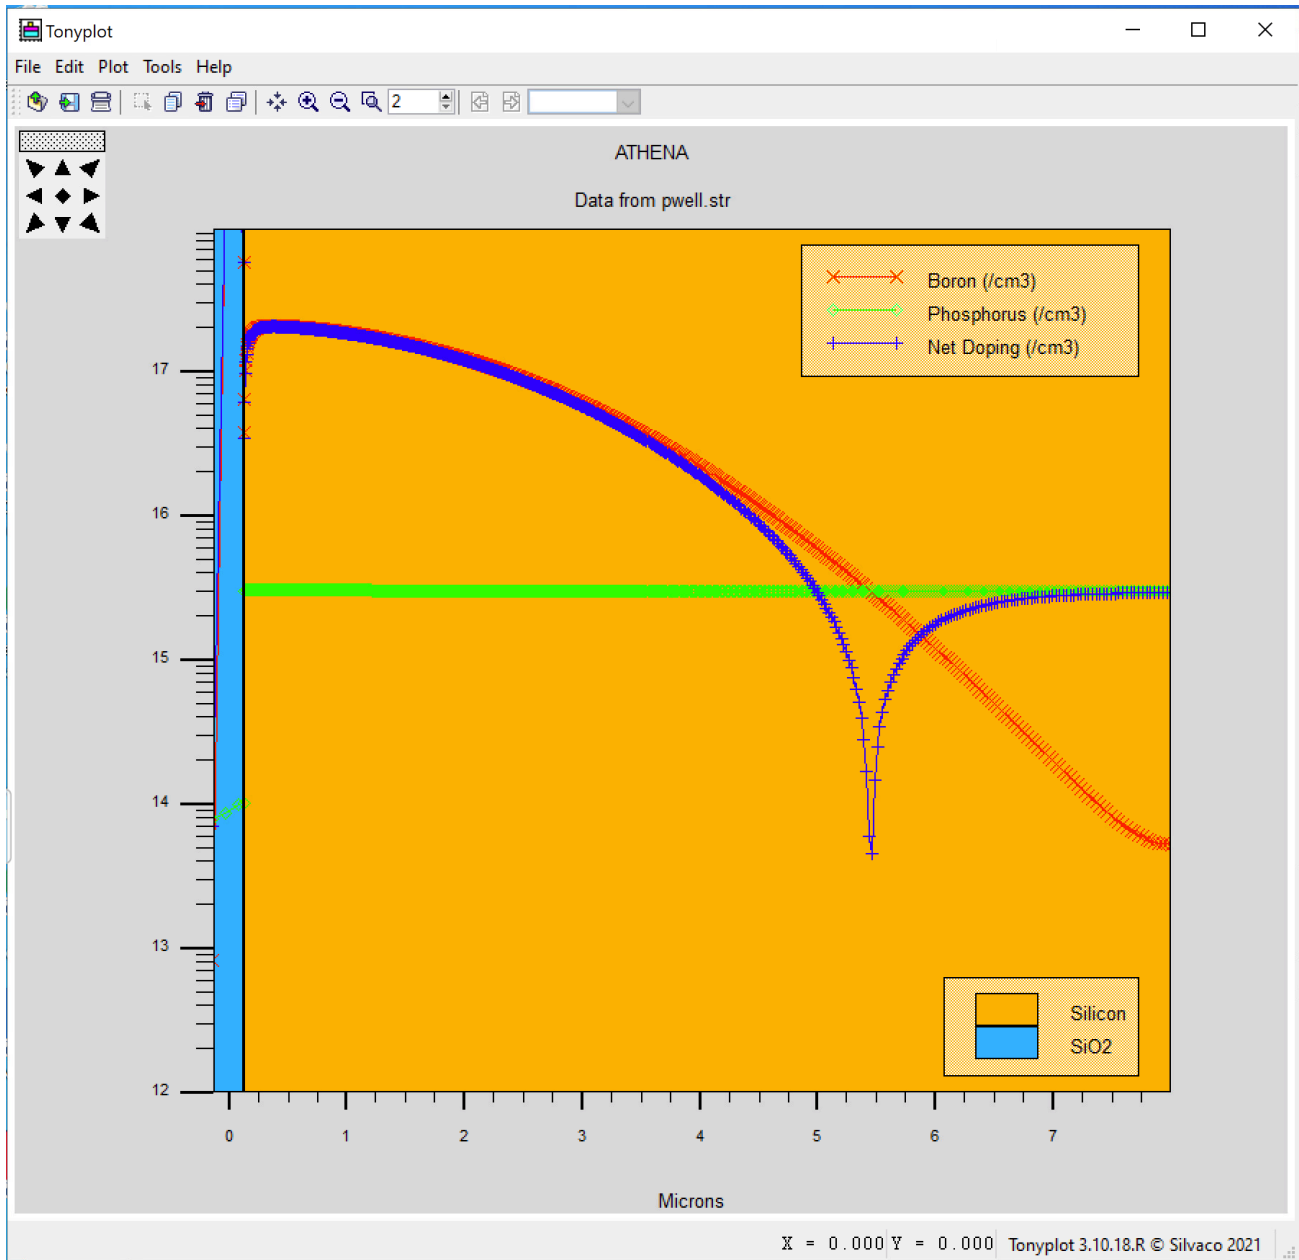 Tonyplot
File Edit Plot Tools Help
2
ATHENA
Data from pwell.str
Boron (/cm3)
Phosphorus (/cm3)
Net Doping (/cm3)
17
16
15
14
13
12
Silicon
SiO2
0 1 2 3 4 5 6 7
Microns
X = 0.000 Y = 0.000 Tonyplot 3.10.18.R © Silvaco 2021